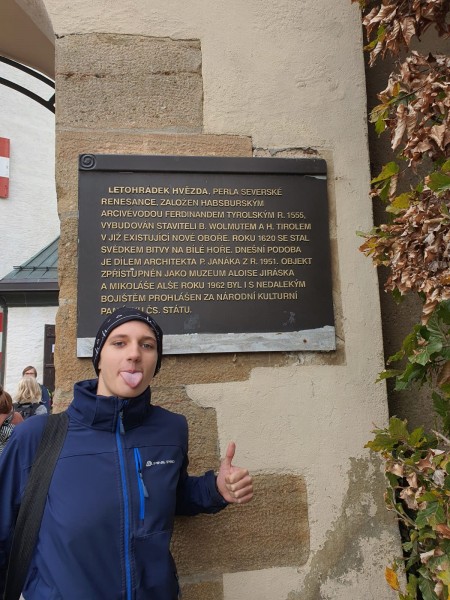 LETOHRADEK HVĚZDA, PERLA SEVERSKÉ
RENESANCE, ZALOŽEN HABSBURSKÝM
ARCIVEVODOU FERDINANDEM TYROLSKÝM R. 1555,
VYBUDOVÁN STAVITELI B. WOLMUTEM A H. TIROLEM
V JIŽ EXISTUJÍCÍ NOVÉ OBOŘE. ROKU 1620 SE STAL
SVĚDKEM BITVY NA BÍLÉ HOŘE. DNEŠNÍ PODOBA
JE DÍLEM ARCHITEKTA P. JANÁKA Z R. 1951. OBJEKT
ZPŘÍSTUPNĚN JAKO MUZEUM ALOISE JIRÁSKA
A MIKOLÁŠE ALŠE ROKU 1962 BYL I S NEDALEKÝM
BOJIŠTĚM PROHLÁŠEN ZA NÁRODNÍ KULTURNÍ
ČS. STÁTU.